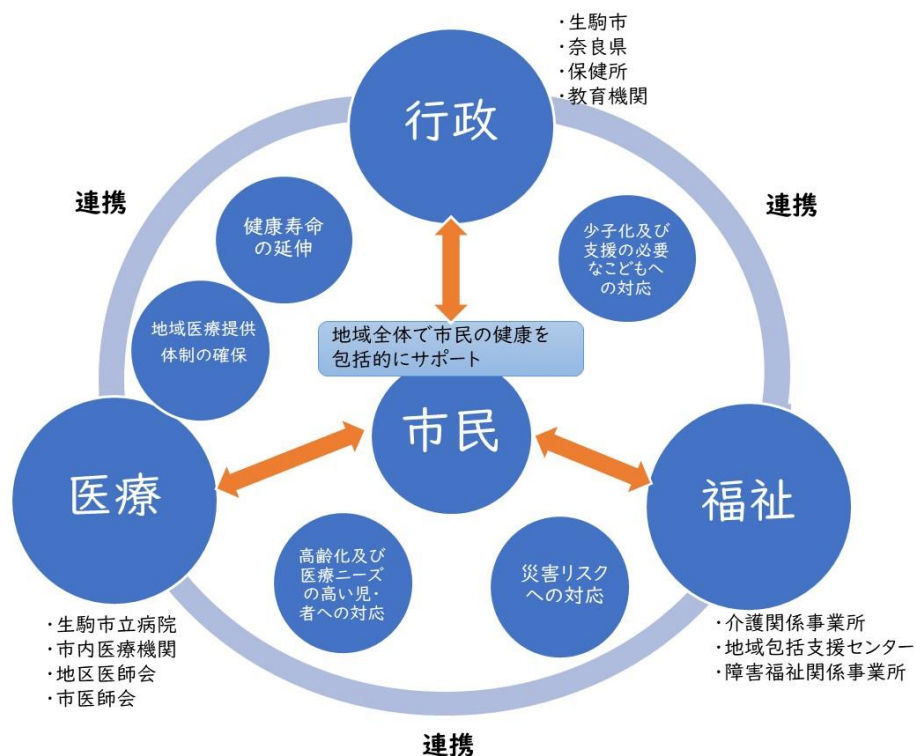 ・生駒市
・奈良県
・保健所
・教育機関
行政
連携
連携
健康寿命
の延伸
少子化及び
支援の必要
なこどもへ
の対応
地域医療提供
体制の確保
地域全体で市民の健康を
包括的にサポート
市民
医療
福祉
高齢化及び
医療ニーズ
の高い児・
者への対応
災害リスク
への対応
・生駒市立病院
・市内医療機関
・地区医師会
・市医師会
・介護関係事業所
・地域包括支援センター
・障害福祉関係事業所
連携